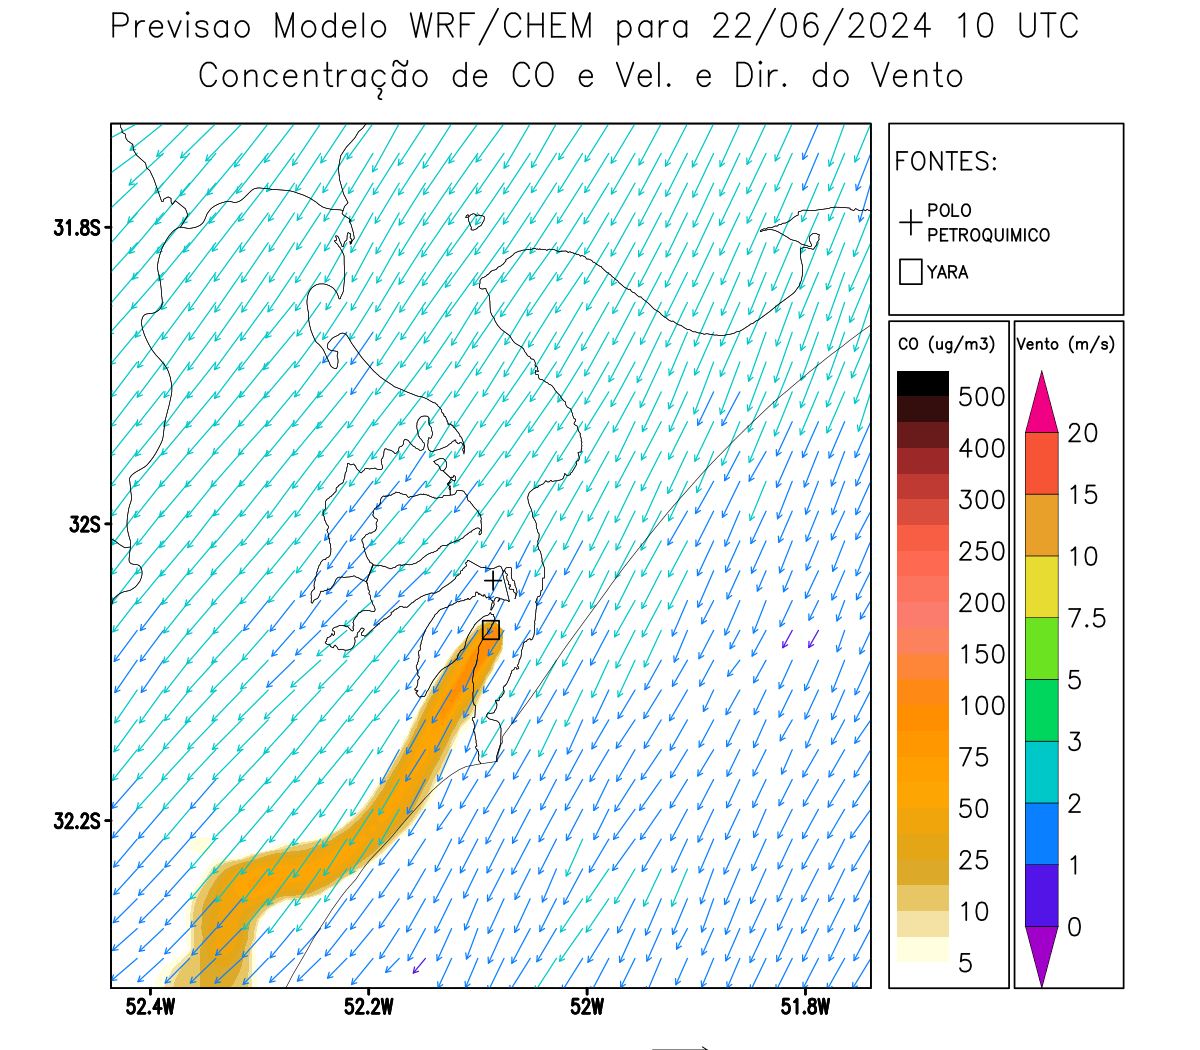 Previsao Modelo WRF/CHEM para 22/06/2024 10 UTC
Concentração de CO e Vel. e Dir. do Vento
FONTES:
POLO
PETROQUIMICO
YARA
31.8S
32S
32.2S
52.4W
52.2W
52W
51.8W
CO (ug/m3)
500
400
300
250
200
150
100
75
50
25
10
5
Vento (m/s)
20
15
10
7.5
5
3
2
1
0